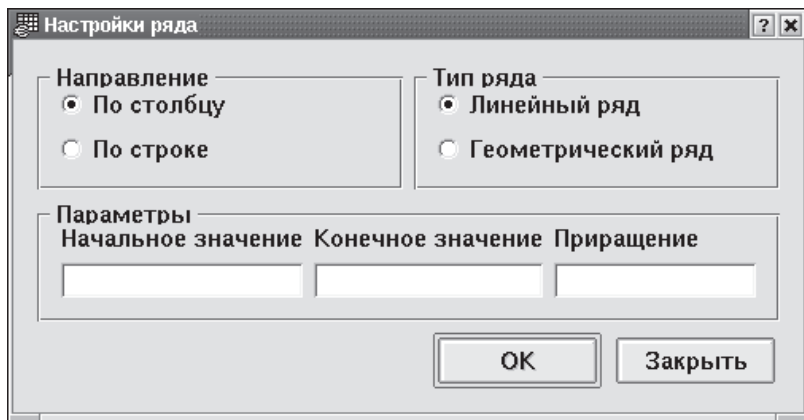 Настройки ряда
Направление
По столбцу
По строке
Тип ряда
Линейный ряд
Геометрический ряд
Параметры
Начальное значение Конечное значение Приращение
OK Закрыть